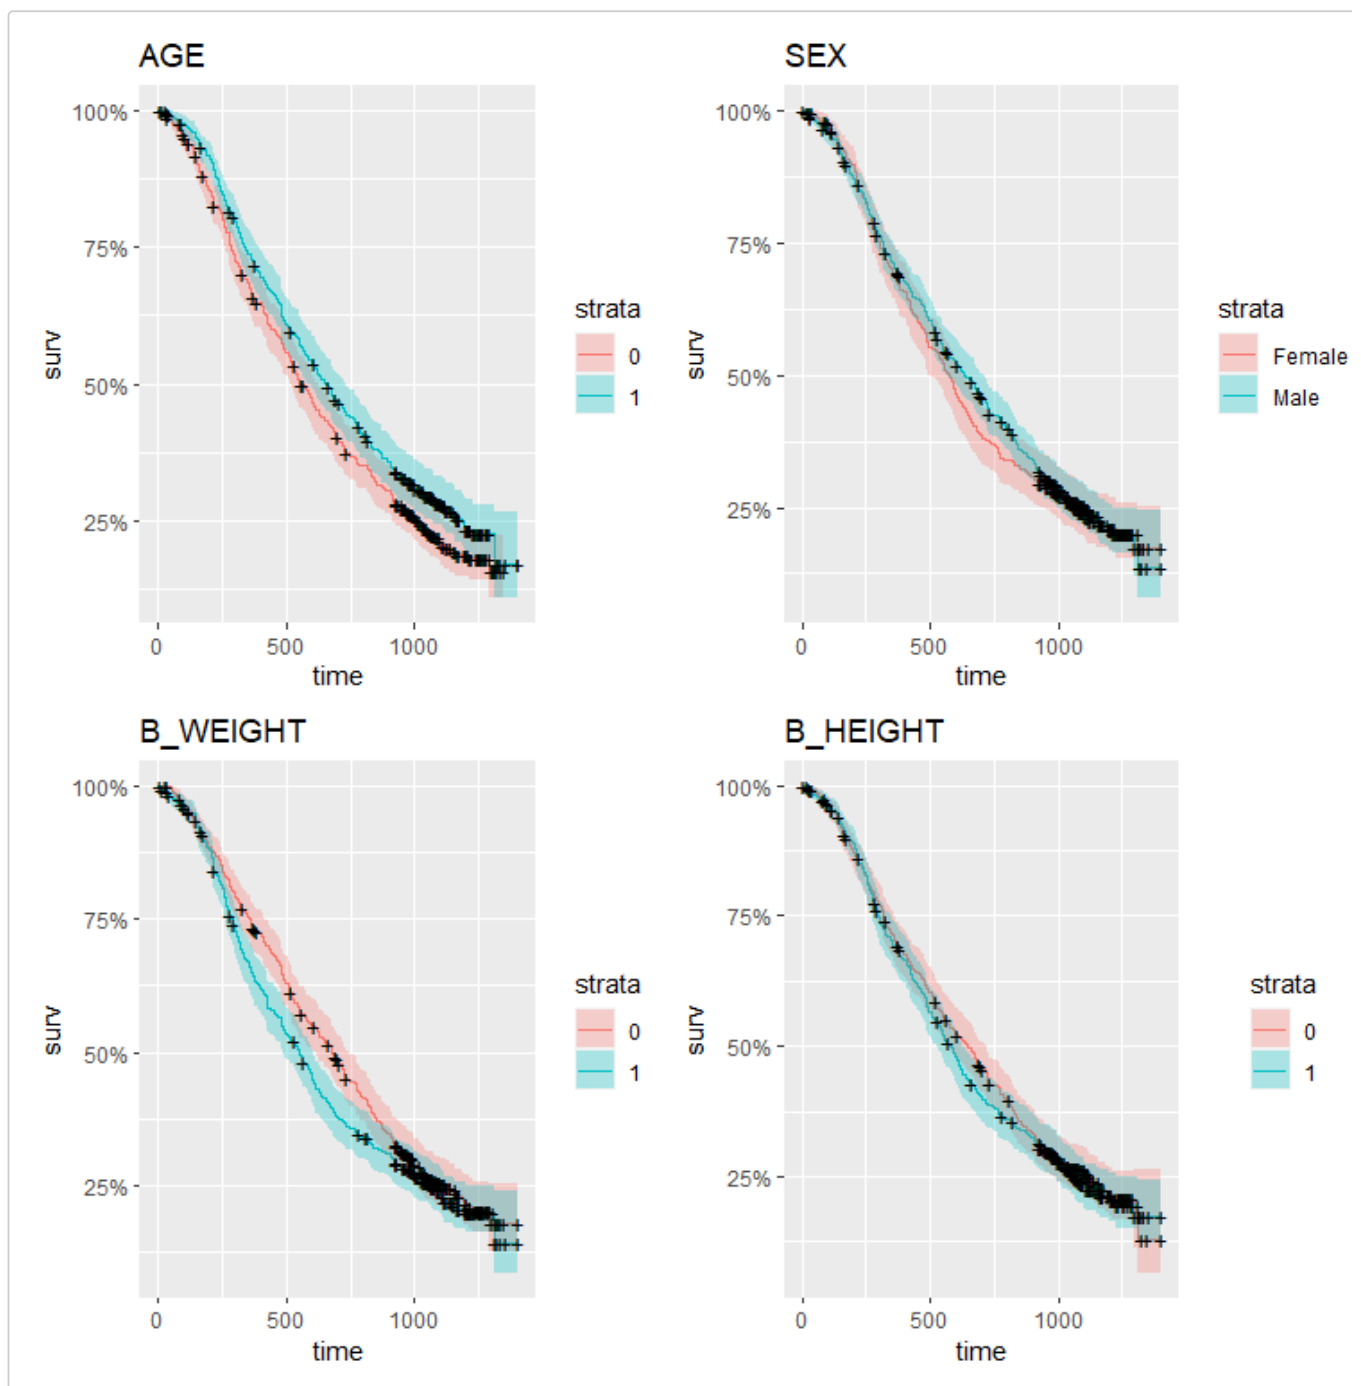 AGE
100%
75%
50%
25%
surv
0 500 1000
time
strata
0
1
SEX
100%
75%
50%
25%
surv
0 500 1000
time
strata
Female
Male
B_WEIGHT
100%
75%
50%
25%
surv
0 500 1000
time
strata
0
1
B_HEIGHT
100%
75%
50%
25%
surv
0 500 1000
time
strata
0
1